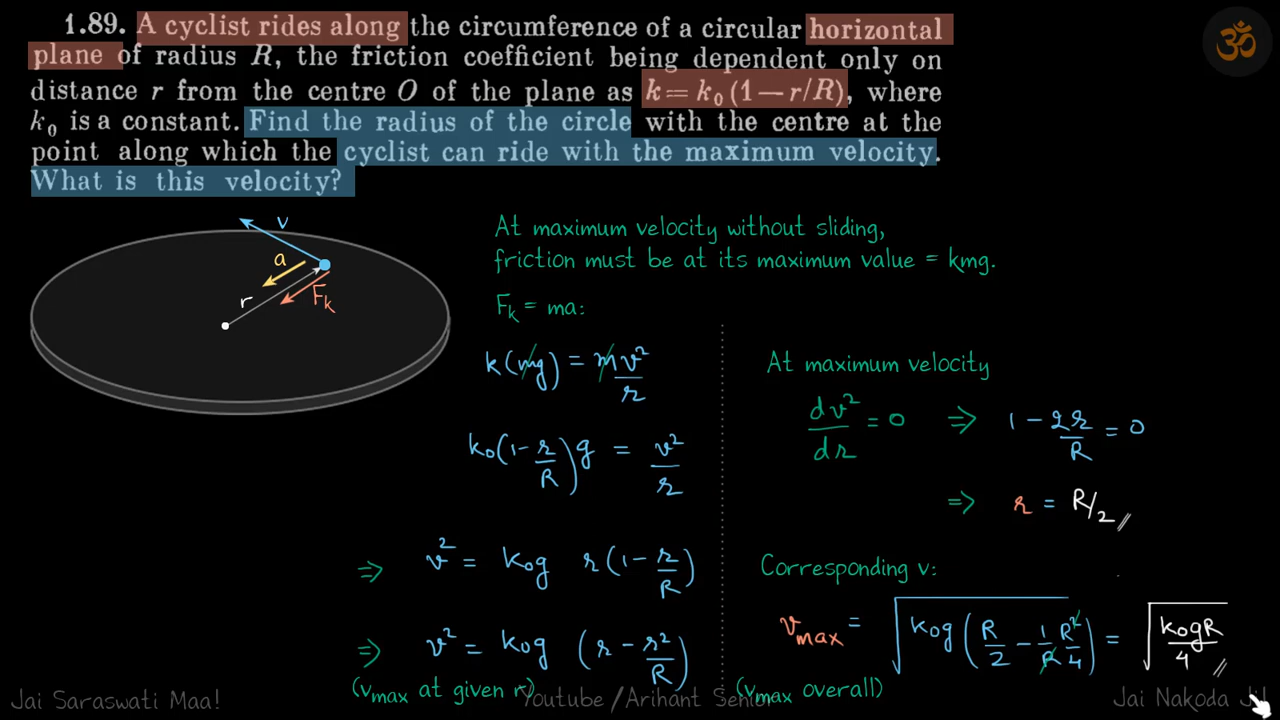 1.89. A cyclist rides along the circumference of a circular horizontal
plane of radius R, the friction coefficient being dependent only on
distance r from the centre O of the plane as k = k₀ (1 — r/R), where
k₀ is a constant. Find the radius of the circle with the centre at the
point along which the cyclist can ride with the maximum velocity.
What is this velocity?
ॐ
v
a
r
Fₖ
At maximum velocity without sliding,
friction must be at its maximum value = kmg.
Fₖ = ma:
k(mg) = mv²/r
k₀(1-r/R)g = v²/r
⇒ v² = k₀g r(1-r/R)
⇒ v² = k₀g (r - r²/R)
(vmax at given r)
At maximum velocity
dv²/dr = 0 ⇒ 1 - 2r/R = 0
⇒ r = R/2 //
Corresponding v:
vmax = √(k₀g(R/2 - 1/R R²/4)) = √(k₀gR/4) //
(vmax overall)
Jai Saraswati Maa!
Youtube /Arihant Senior
Jai Nakoda Ji!